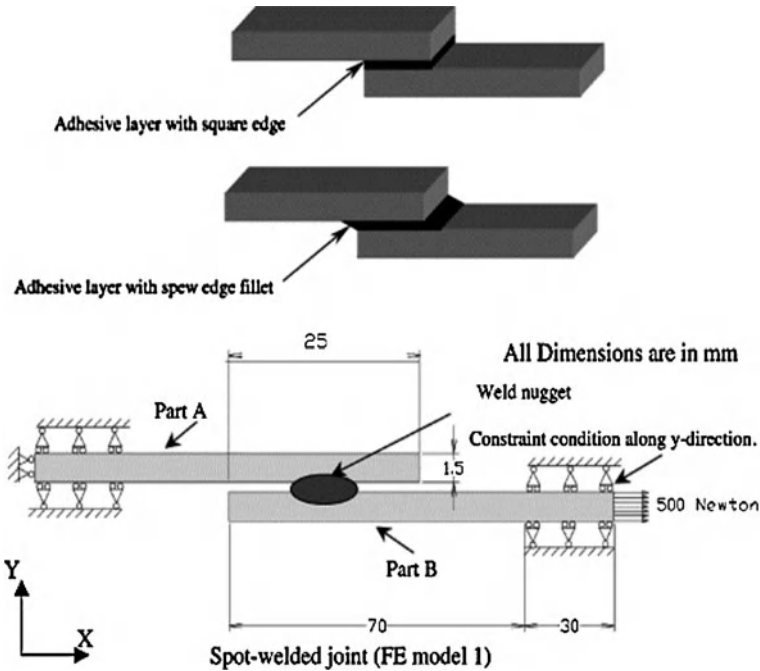 Adhesive layer with square edge
Adhesive layer with spew edge fillet
25
All Dimensions are in mm
Weld nugget
Part A
Constraint condition along y-direction.
1.5
500 Newton
Part B
Y
X
70
30
Spot-welded joint (FE model 1)